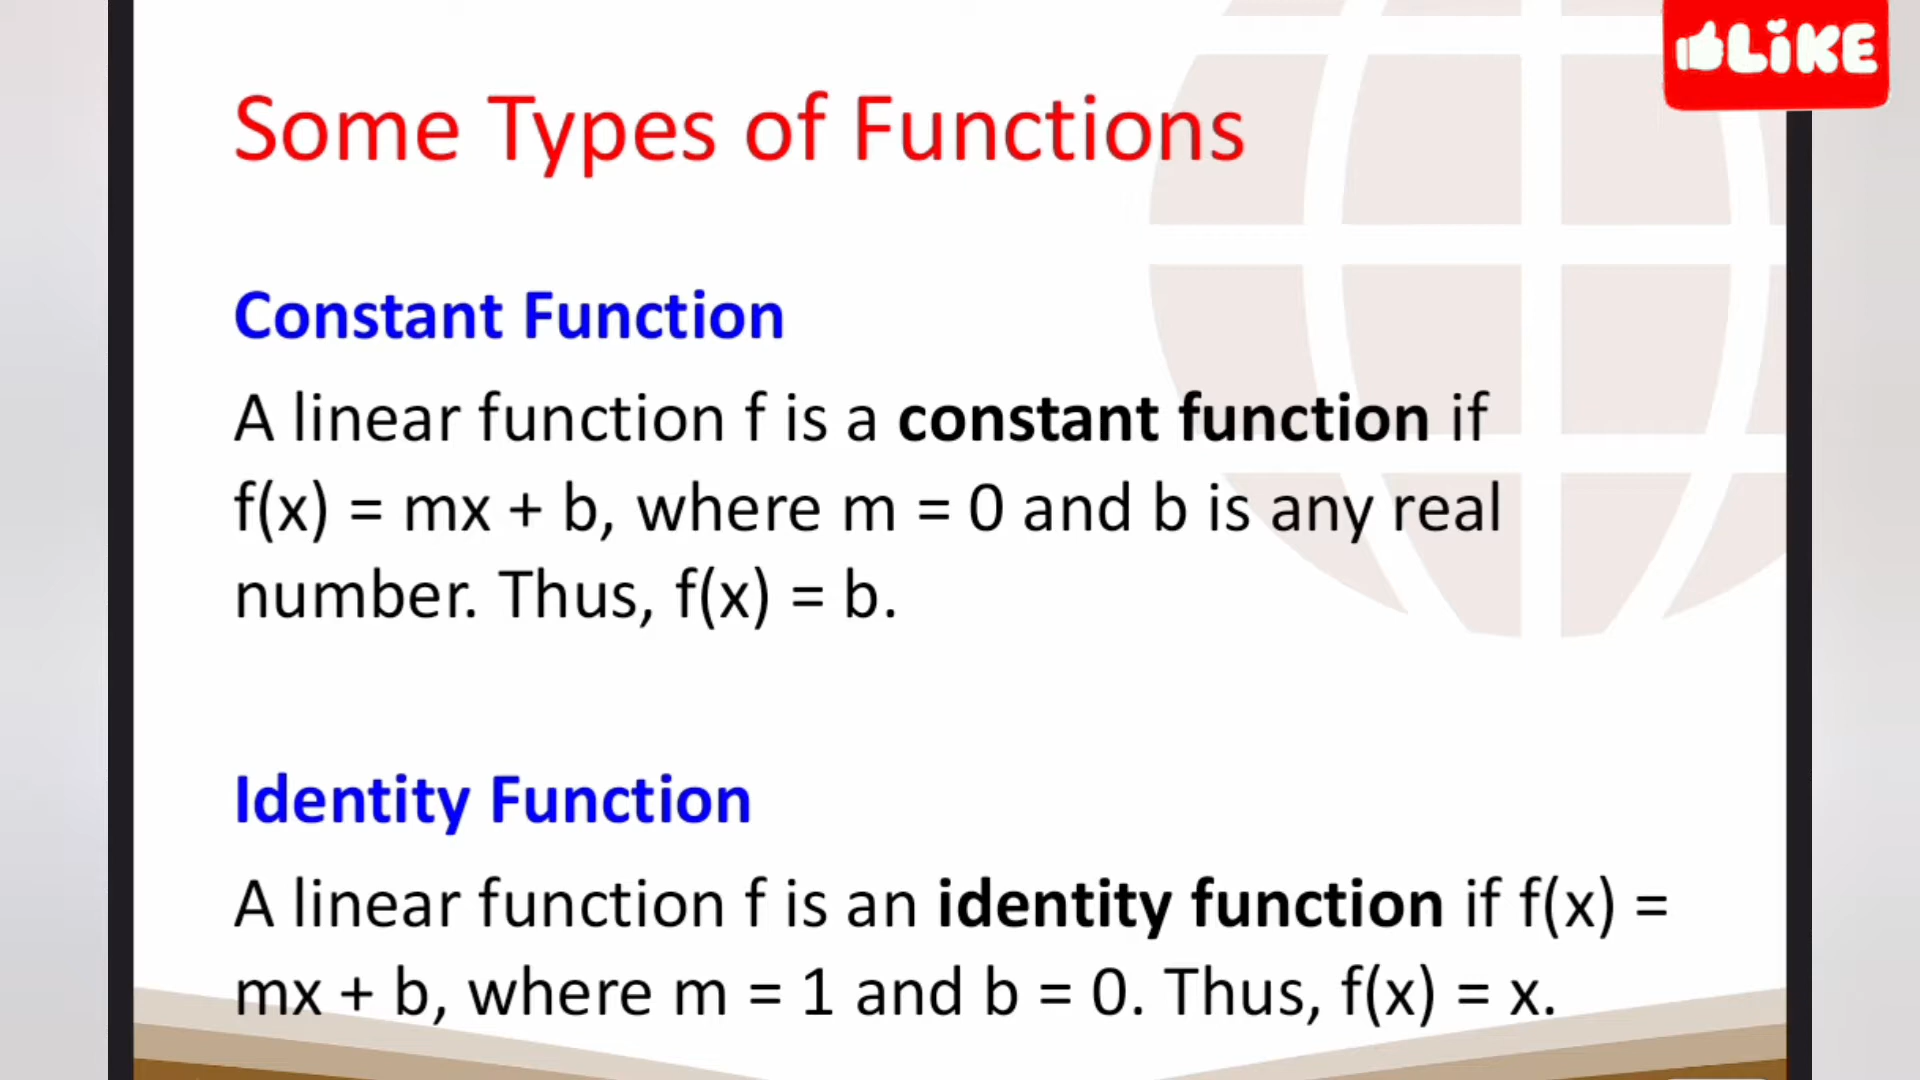 LiKE
Some Types of Functions
Constant Function
A linear function f is a constant function if
f(x) = mx + b, where m = 0 and b is any real
number. Thus, f(x) = b.
Identity Function
A linear function f is an identity function if f(x) =
mx + b, where m = 1 and b = 0. Thus, f(x) = x.